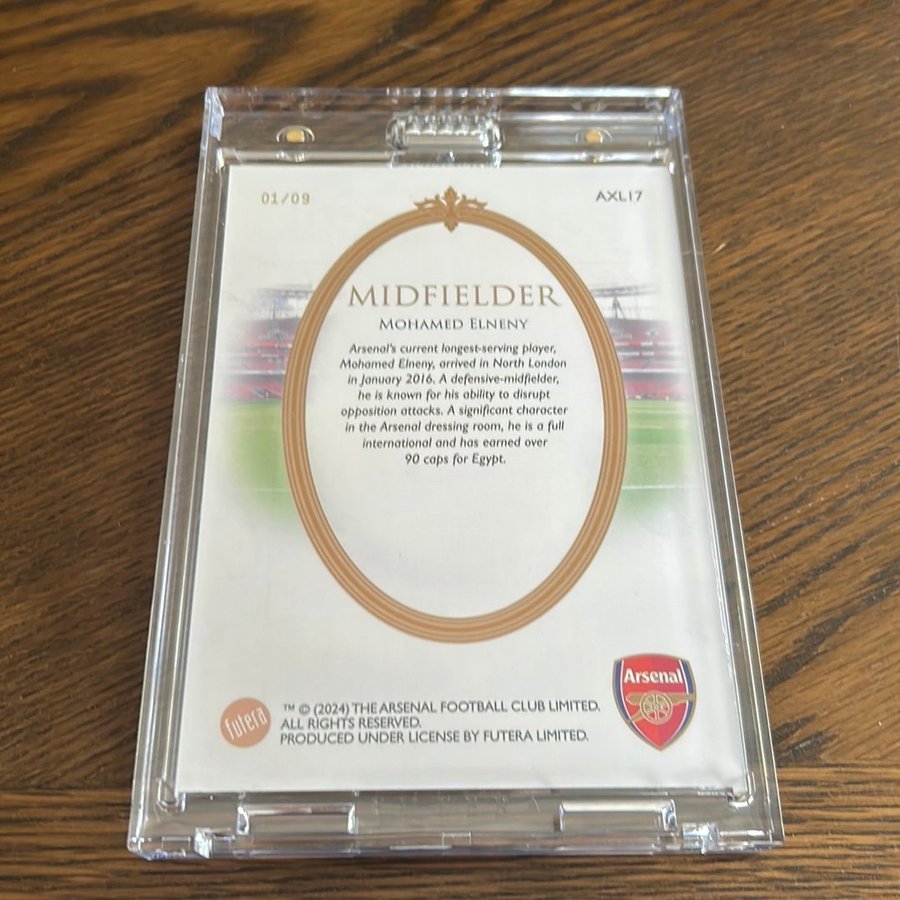 01/09
AXL17
MIDFIELDER
MOHAMED ELNENY
Arsenal's current longest-serving player,
Mohamed Elneny, arrived in North London
in January 2016. A defensive-midfielder,
he is known for his ability to disrupt
opposition attacks. A significant character
in the Arsenal dressing room, he is a full
international and has earned over
90 caps for Egypt.
Arsenal
futera
™ © (2024) THE ARSENAL FOOTBALL CLUB LIMITED.
ALL RIGHTS RESERVED.
PRODUCED UNDER LICENSE BY FUTERA LIMITED.